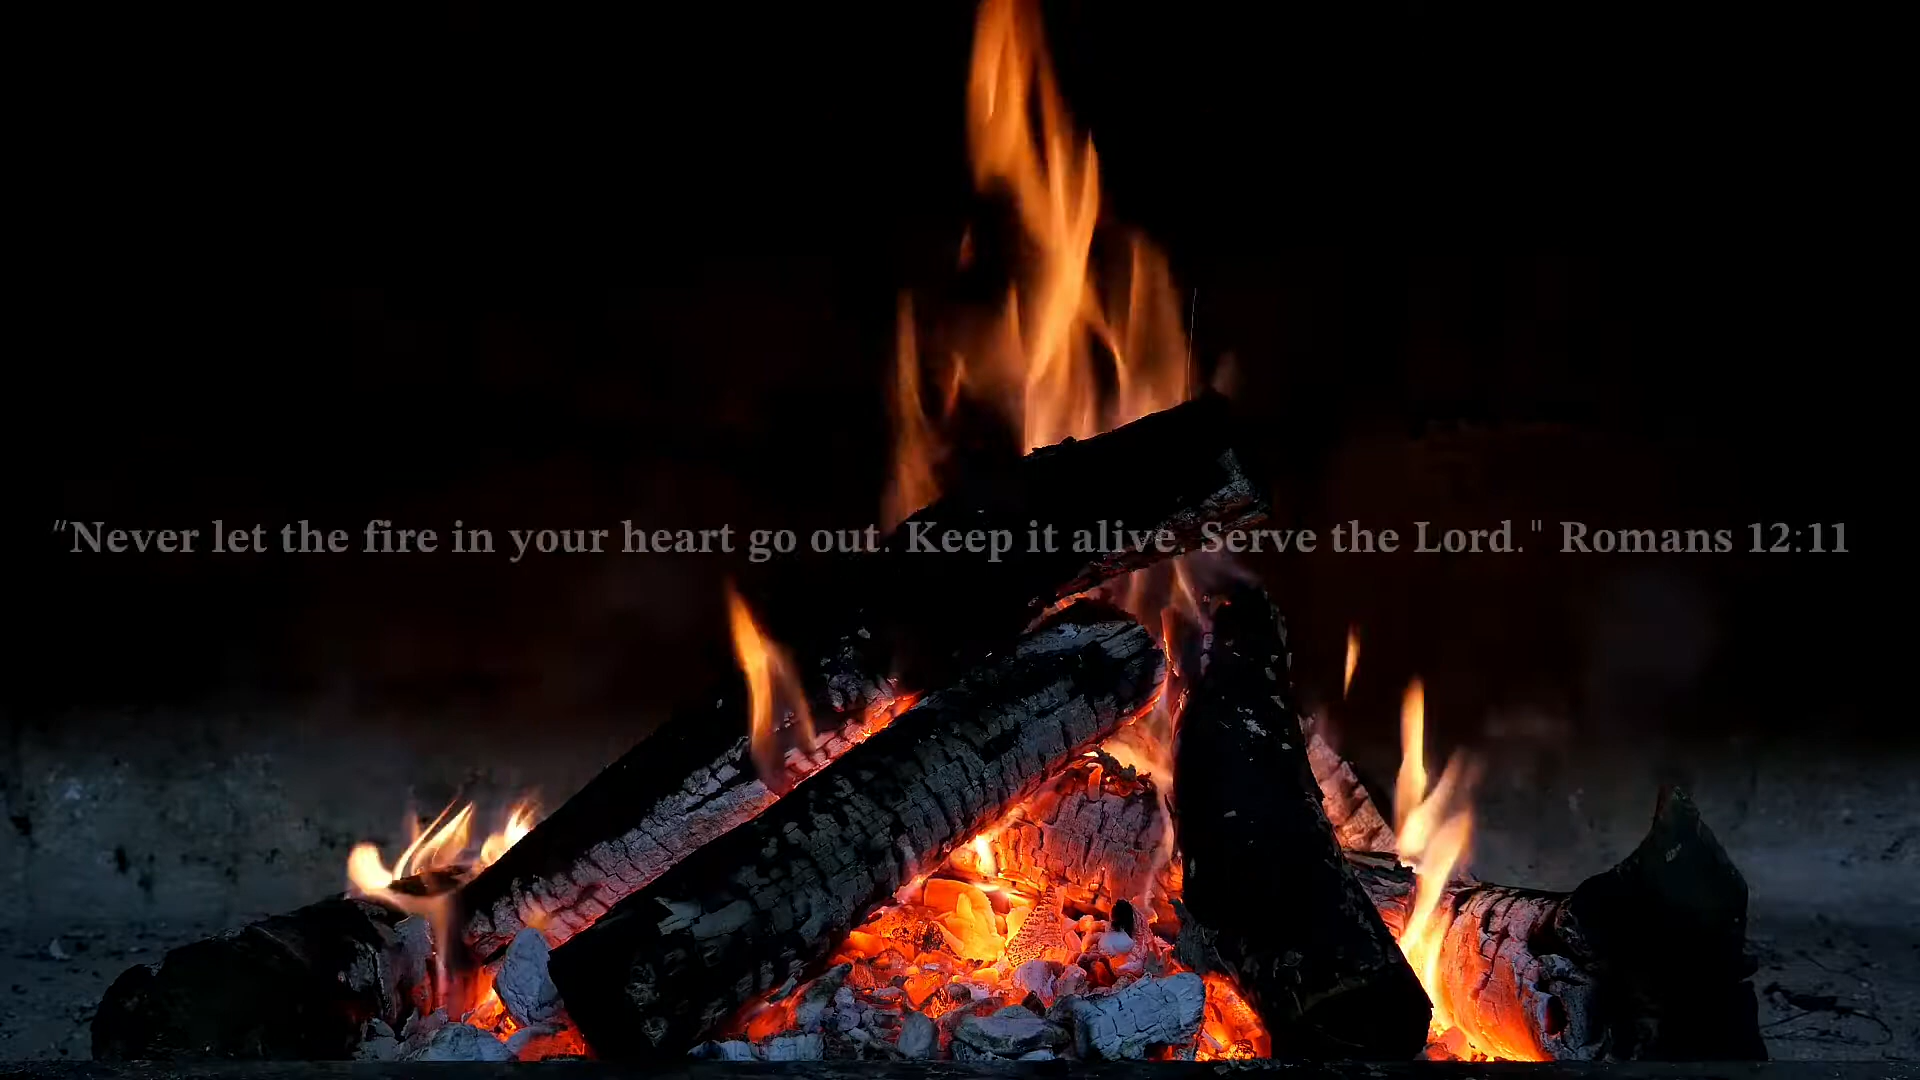 “Never let the fire in your heart go out. Keep it alive. Serve the Lord." Romans 12:11